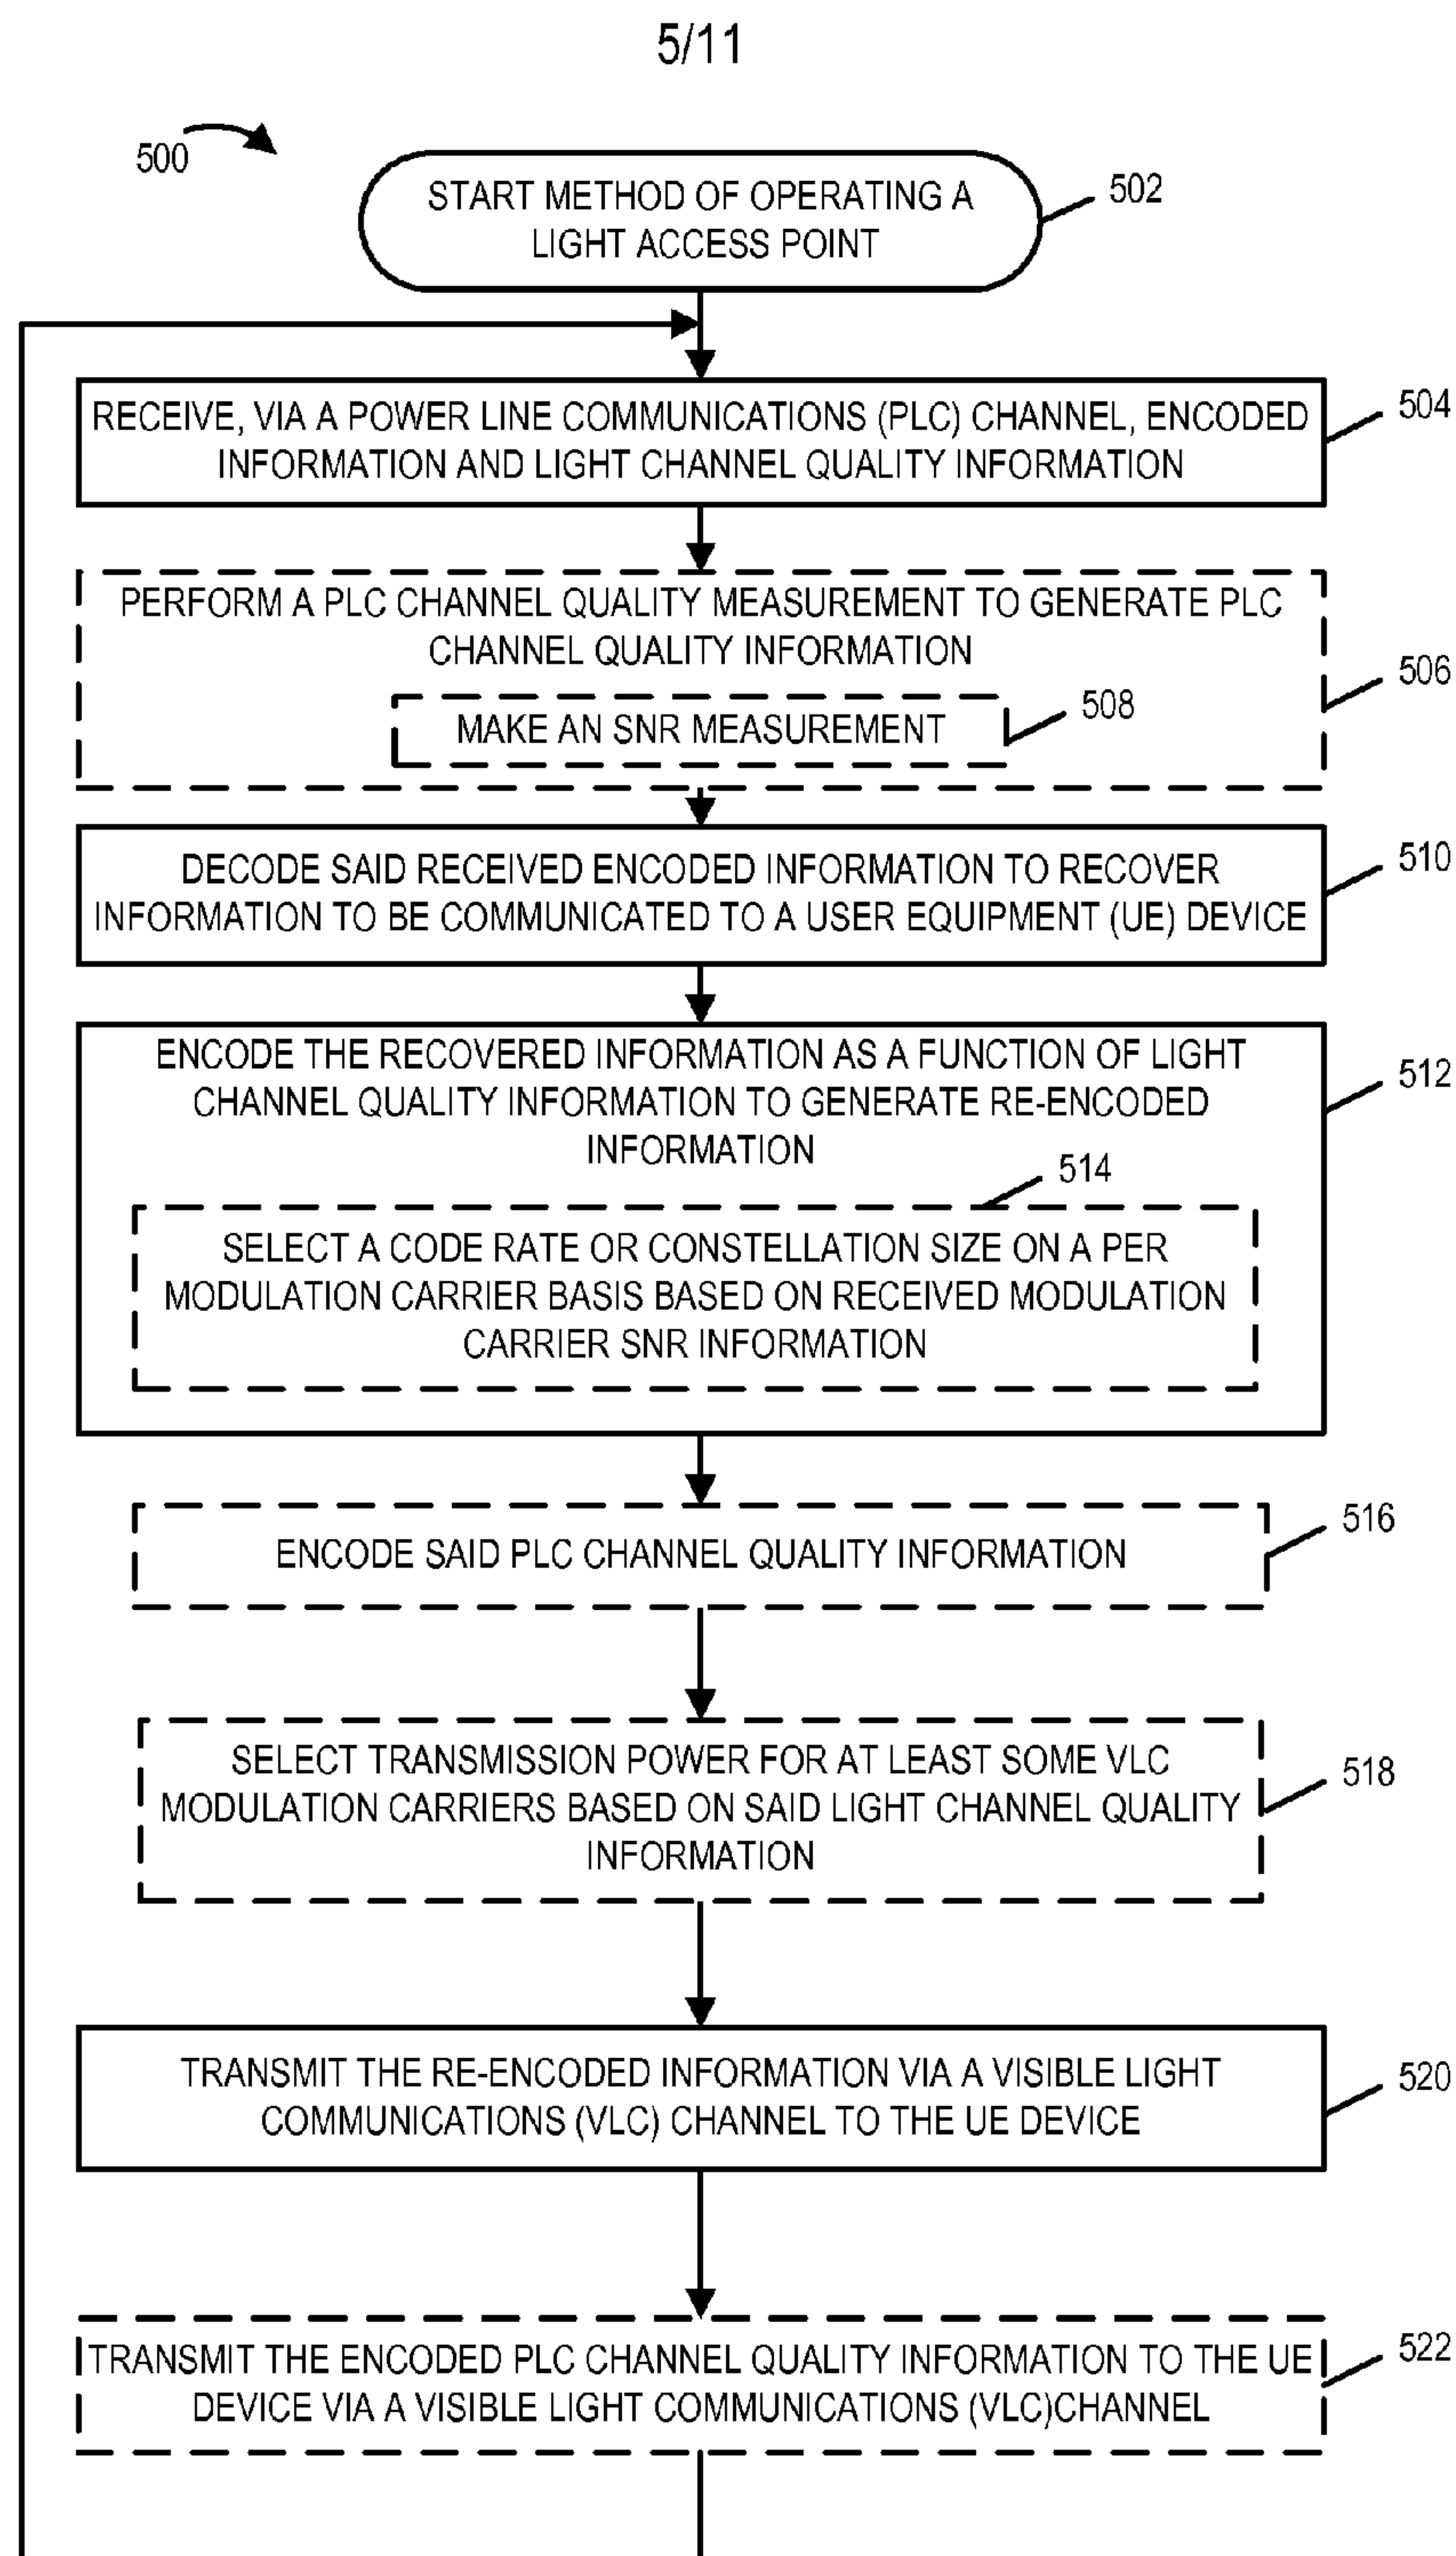 5/11
500
START METHOD OF OPERATING A
LIGHT ACCESS POINT
502
RECEIVE, VIA A POWER LINE COMMUNICATIONS (PLC) CHANNEL, ENCODED
INFORMATION AND LIGHT CHANNEL QUALITY INFORMATION
504
PERFORM A PLC CHANNEL QUALITY MEASUREMENT TO GENERATE PLC
CHANNEL QUALITY INFORMATION
506
MAKE AN SNR MEASUREMENT
508
DECODE SAID RECEIVED ENCODED INFORMATION TO RECOVER
INFORMATION TO BE COMMUNICATED TO A USER EQUIPMENT (UE) DEVICE
510
ENCODE THE RECOVERED INFORMATION AS A FUNCTION OF LIGHT
CHANNEL QUALITY INFORMATION TO GENERATE RE-ENCODED
INFORMATION
512
514
SELECT A CODE RATE OR CONSTELLATION SIZE ON A PER
MODULATION CARRIER BASIS BASED ON RECEIVED MODULATION
CARRIER SNR INFORMATION
ENCODE SAID PLC CHANNEL QUALITY INFORMATION
516
SELECT TRANSMISSION POWER FOR AT LEAST SOME VLC
MODULATION CARRIERS BASED ON SAID LIGHT CHANNEL QUALITY
INFORMATION
518
TRANSMIT THE RE-ENCODED INFORMATION VIA A VISIBLE LIGHT
COMMUNICATIONS (VLC) CHANNEL TO THE UE DEVICE
520
TRANSMIT THE ENCODED PLC CHANNEL QUALITY INFORMATION TO THE UE
DEVICE VIA A VISIBLE LIGHT COMMUNICATIONS (VLC)CHANNEL
522